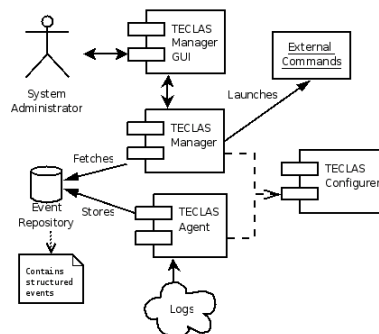 TECLAS
Manager
GUI
System
Administrator
External
Commands
Launches
TECLAS
Manager
Fetches
TECLAS
Configurer
Event
Repository
Stores
TECLAS
Agent
Contains
structured
events
Logs